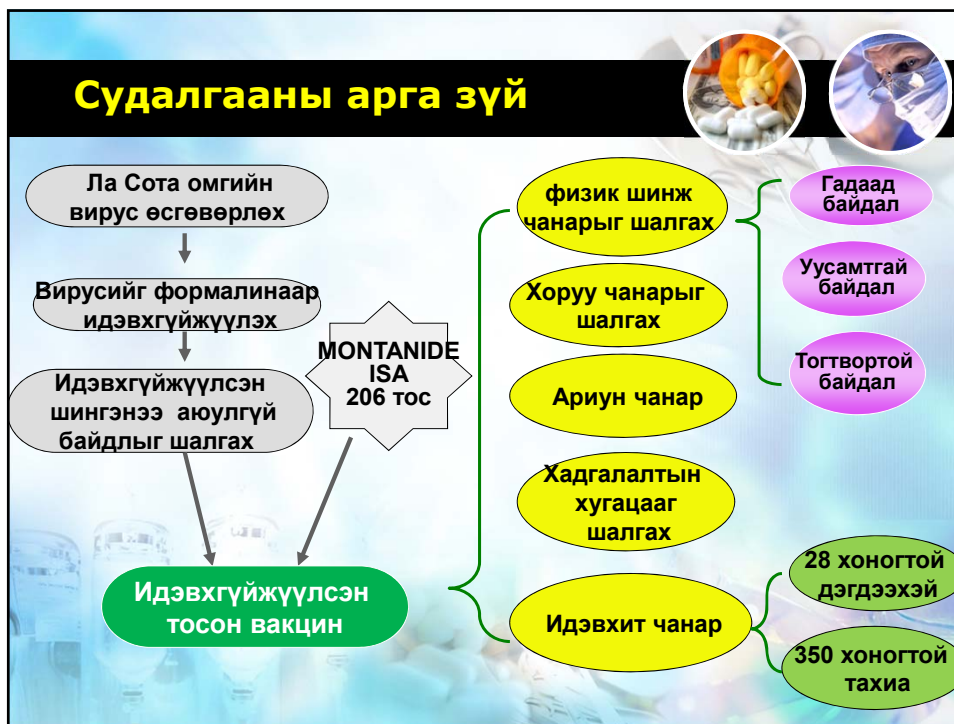 Судалгааны арга зүй
Ла Сота омгийн
вирус өсгөвөрлөх
Вирусийг формалинаар
идэвхгүйжүүлэх
Идэвхгүйжүүлсэн
шингэнээ аюулгүй
байдлыг шалгах
MONTANIDE
ISA
206 тос
Идэвхгүйжүүлсэн
тосон вакцин
физик шинж
чанарыг шалгах
Хоруу чанарыг
шалгах
Ариун чанар
Хадгалалтын
хугацааг
шалгах
Идэвхит чанар
Гадаад
байдал
Уусамтгай
байдал
Тогтвортой
байдал
28 хоногтой
дэгдээхэй
350 хоногтой
тахиа